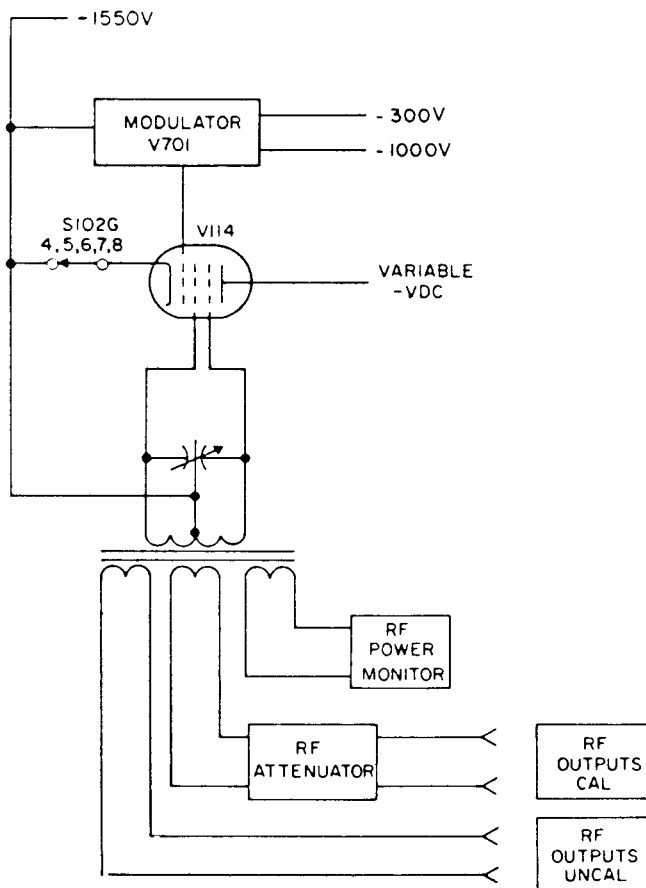 -1550V
MODULATOR
V701
-300V
-1000V
S102G
4,5,6,7,8
V114
VARIABLE
-VDC
RF
POWER
MONITOR
RF
ATTENUATOR
RF
OUTPUTS
CAL
RF
OUTPUTS
UNCAL